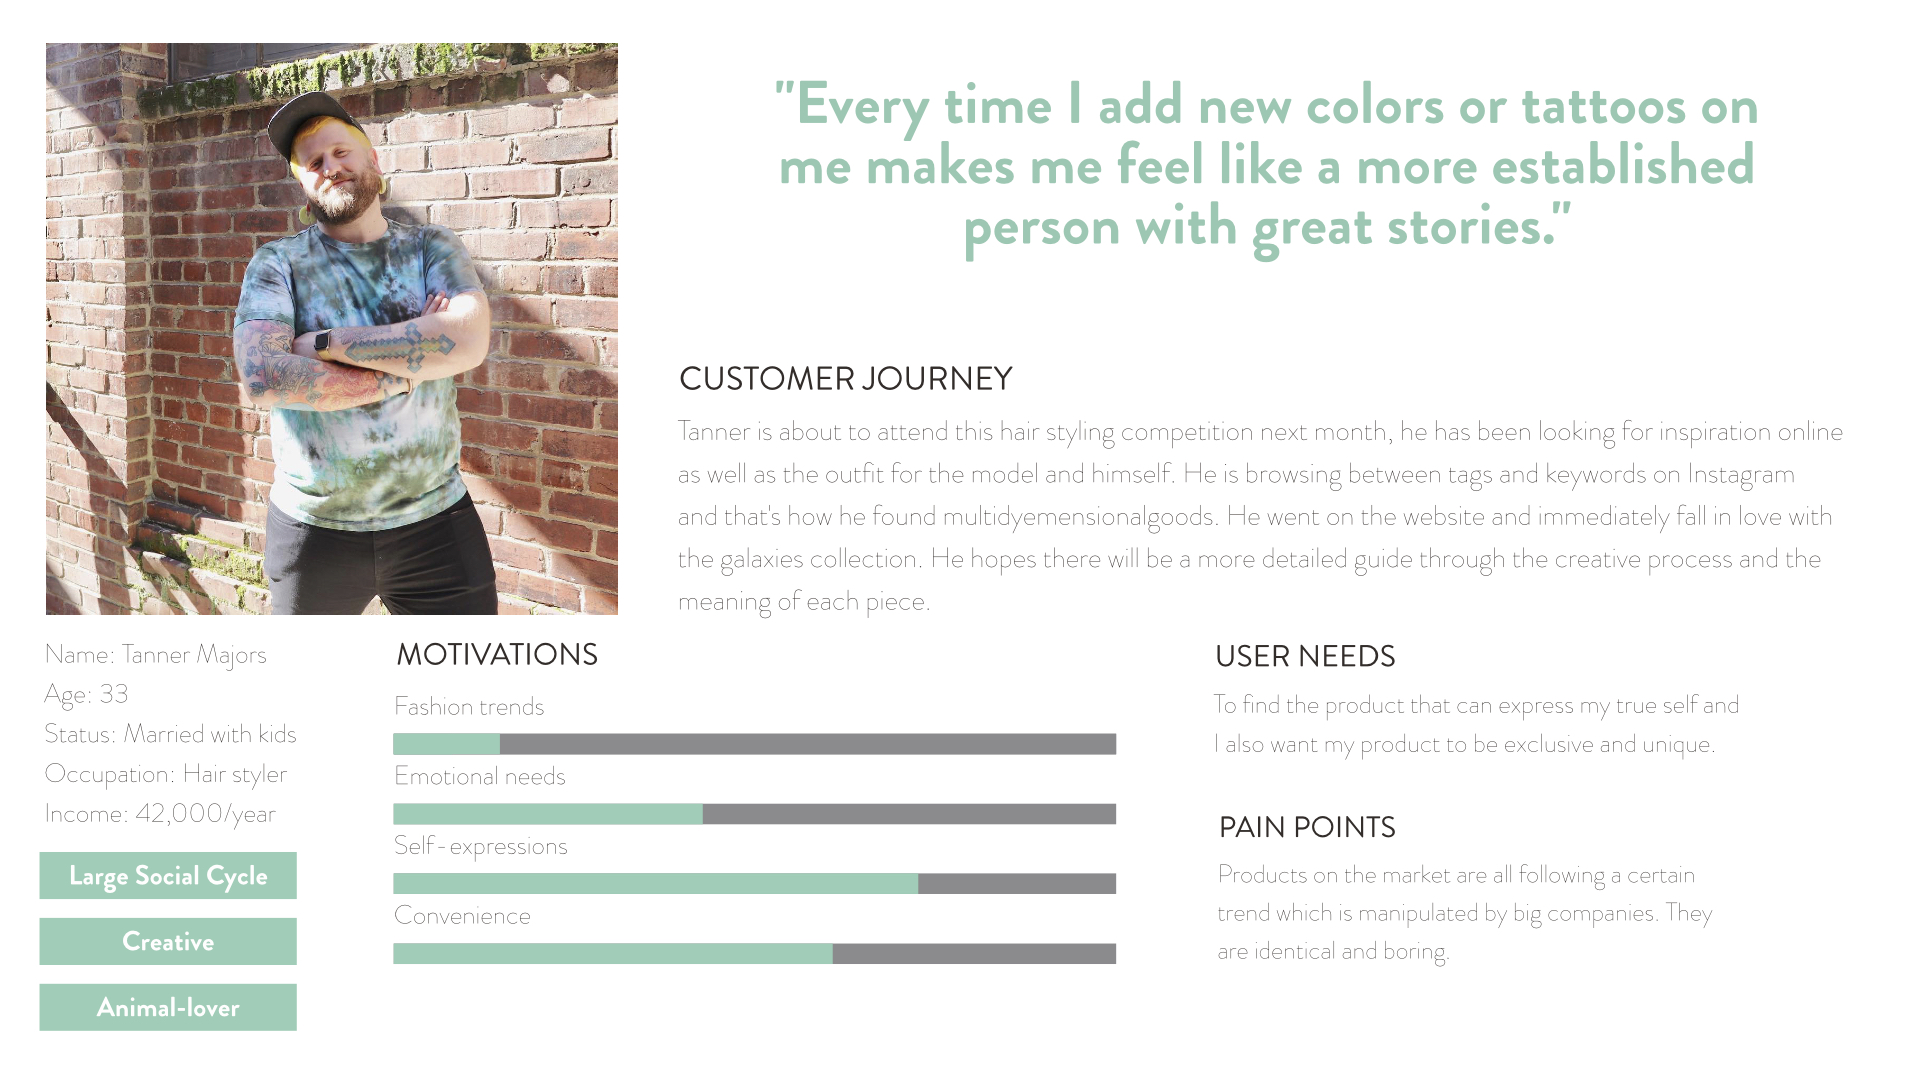 "Every time I add new colors or tattoos on
me makes me feel like a more established
person with great stories."
CUSTOMER JOURNEY
Tanner is about to attend this hair styling competition next month, he has been looking for inspiration online
as well as the outfit for the model and himself. He is browsing between tags and keywords on Instagram
and that's how he found multidyemensionalgoods. He went on the website and immediately fall in love with
the galaxies collection. He hopes there will be a more detailed guide through the creative process and the
meaning of each piece.
Name: Tanner Majors
Age: 33
Status: Married with kids
Occupation: Hair styler
Income: 42,000/year
Large Social Cycle
Creative
Animal-lover
MOTIVATIONS
Fashion trends
Emotional needs
Self-expressions
Convenience
USER NEEDS
To find the product that can express my true self and
I also want my product to be exclusive and unique.
PAIN POINTS
Products on the market are all following a certain
trend which is manipulated by big companies. They
are identical and boring.